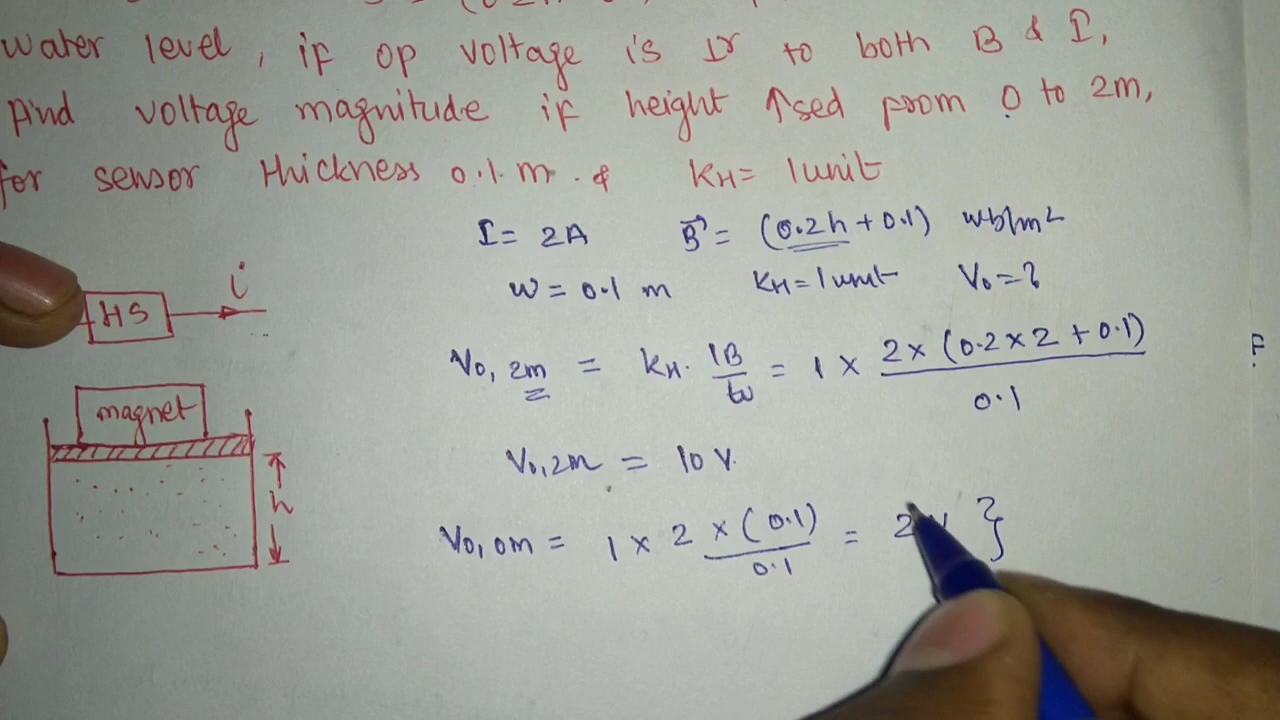 water level, if op voltage is Ir to both B & I,
find voltage magnitude if height ↑sed from 0 to 2m,
for sensor thickness 0.1 m. & KH= 1unit
I= 2A B⃗= (0.2h+0.1) wb/m2
w= 0.1 m KH=1unit V0=?
HS i
V0,2m = KH. IB/w = 1 × 2×(0.2×2+0.1)/0.1
magnet
V0,2m = 10 V.
h
V0,0m = 1 × 2 ×(0.1)/0.1 = 2 V }